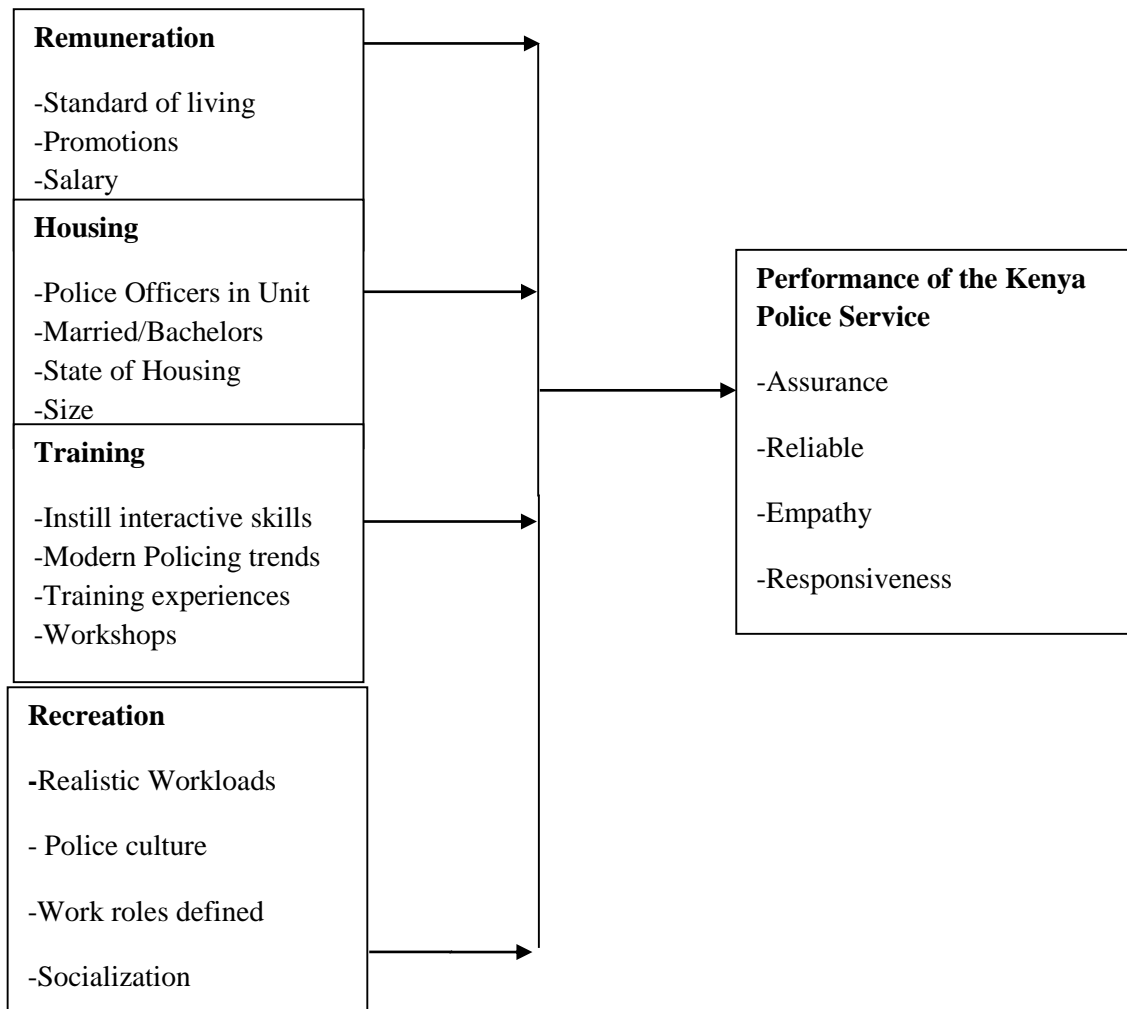 Remuneration
-Standard of living
-Promotions
-Salary
Housing
-Police Officers in Unit
-Married/Bachelors
-State of Housing
-Size
Training
-Instill interactive skills
-Modern Policing trends
-Training experiences
-Workshops
Recreation
-Realistic Workloads
- Police culture
-Work roles defined
-Socialization
Performance of the Kenya
Police Service
-Assurance
-Reliable
-Empathy
-Responsiveness